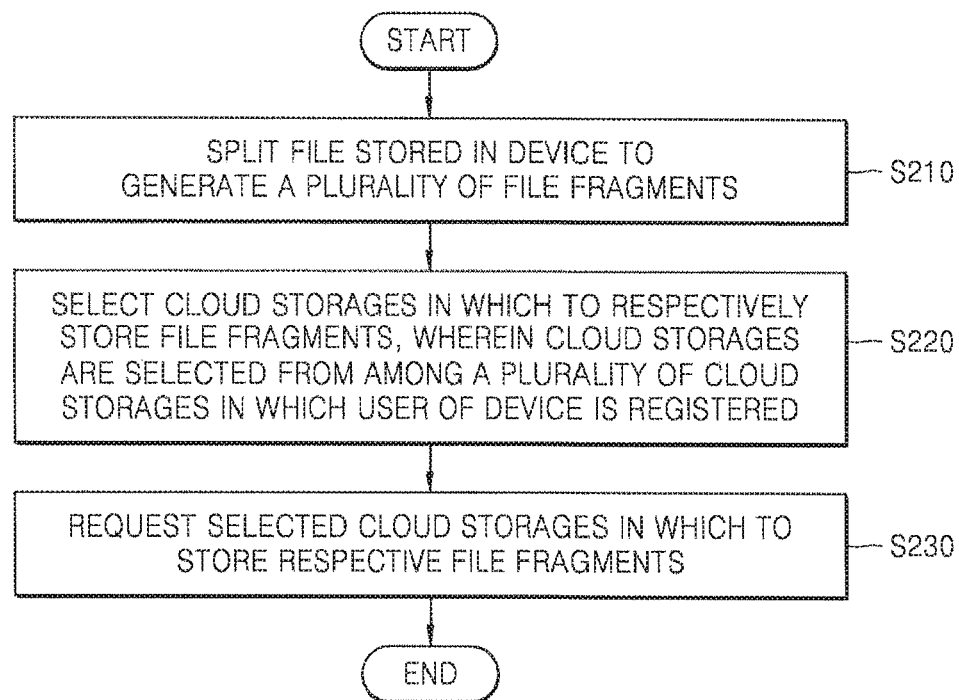 START
SPLIT FILE STORED IN DEVICE TO
GENERATE A PLURALITY OF FILE FRAGMENTS
S210
SELECT CLOUD STORAGES IN WHICH TO RESPECTIVELY
STORE FILE FRAGMENTS, WHEREIN CLOUD STORAGES
ARE SELECTED FROM AMONG A PLURALITY OF CLOUD
STORAGES IN WHICH USER OF DEVICE IS REGISTERED
S220
REQUEST SELECTED CLOUD STORAGES IN WHICH TO
STORE RESPECTIVE FILE FRAGMENTS
S230
END